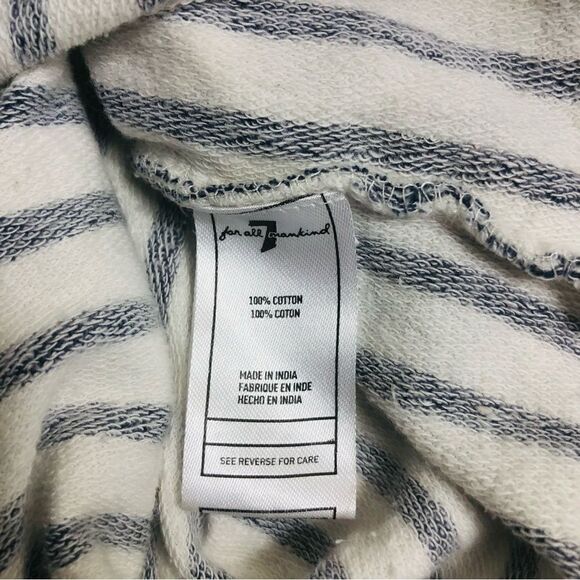 7 for all mankind
100% COTTON
100% COTON
MADE IN INDIA
FABRIQUE EN INDE
HECHO EN INDIA
SEE REVERSE FOR CARE